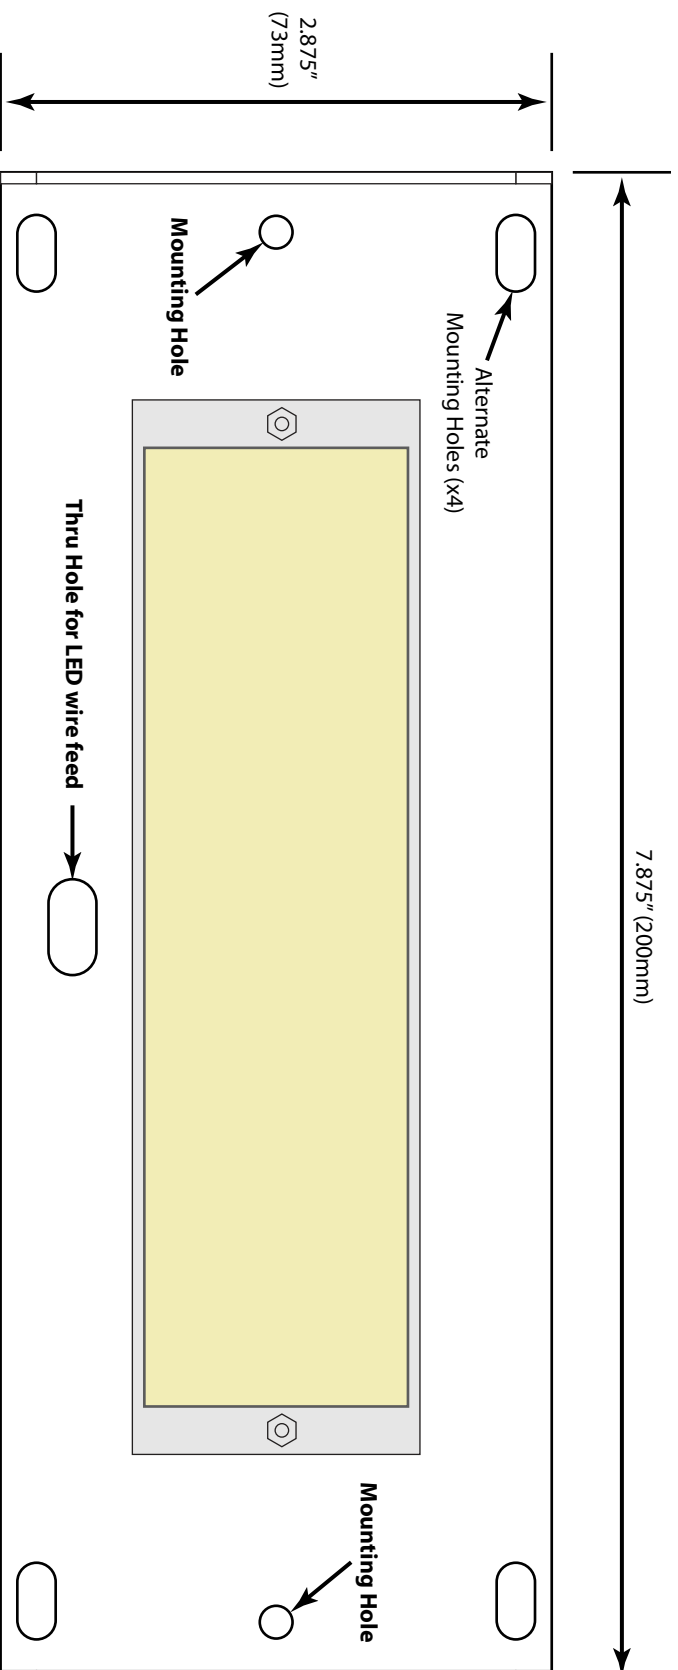 7.875” (200mm)
2.875”
(73mm)
Alternate
Mounting Holes (x4)
Mounting Hole
Mounting Hole
Thru Hole for LED wire feed